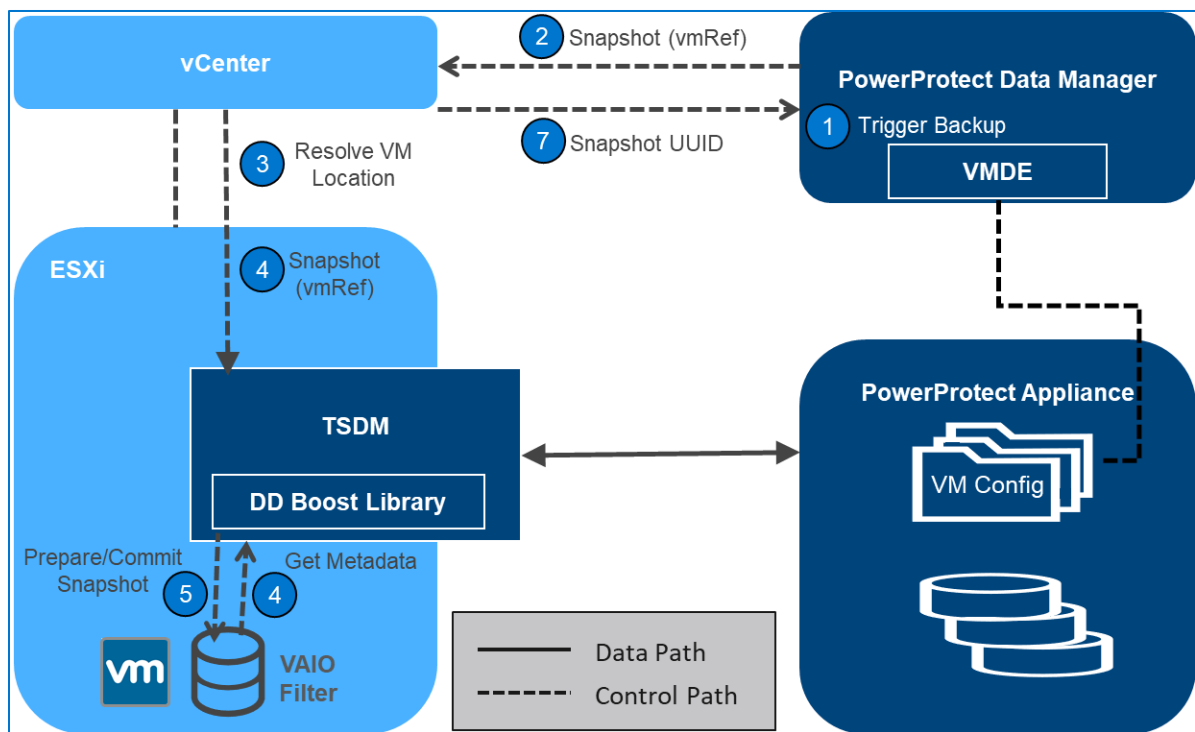 vCenter
2
Snapshot (vmRef)
PowerProtect Data Manager
1
Trigger Backup
7
Snapshot UUID
VMDE
3
Resolve VM
Location
ESXi
4
Snapshot
(vmRef)
TSDM
DD Boost Library
PowerProtect Appliance
VM Config
Prepare/Commit
Snapshot
5
Get Metadata
4
vm
VAIO
Filter
Data Path
Control Path